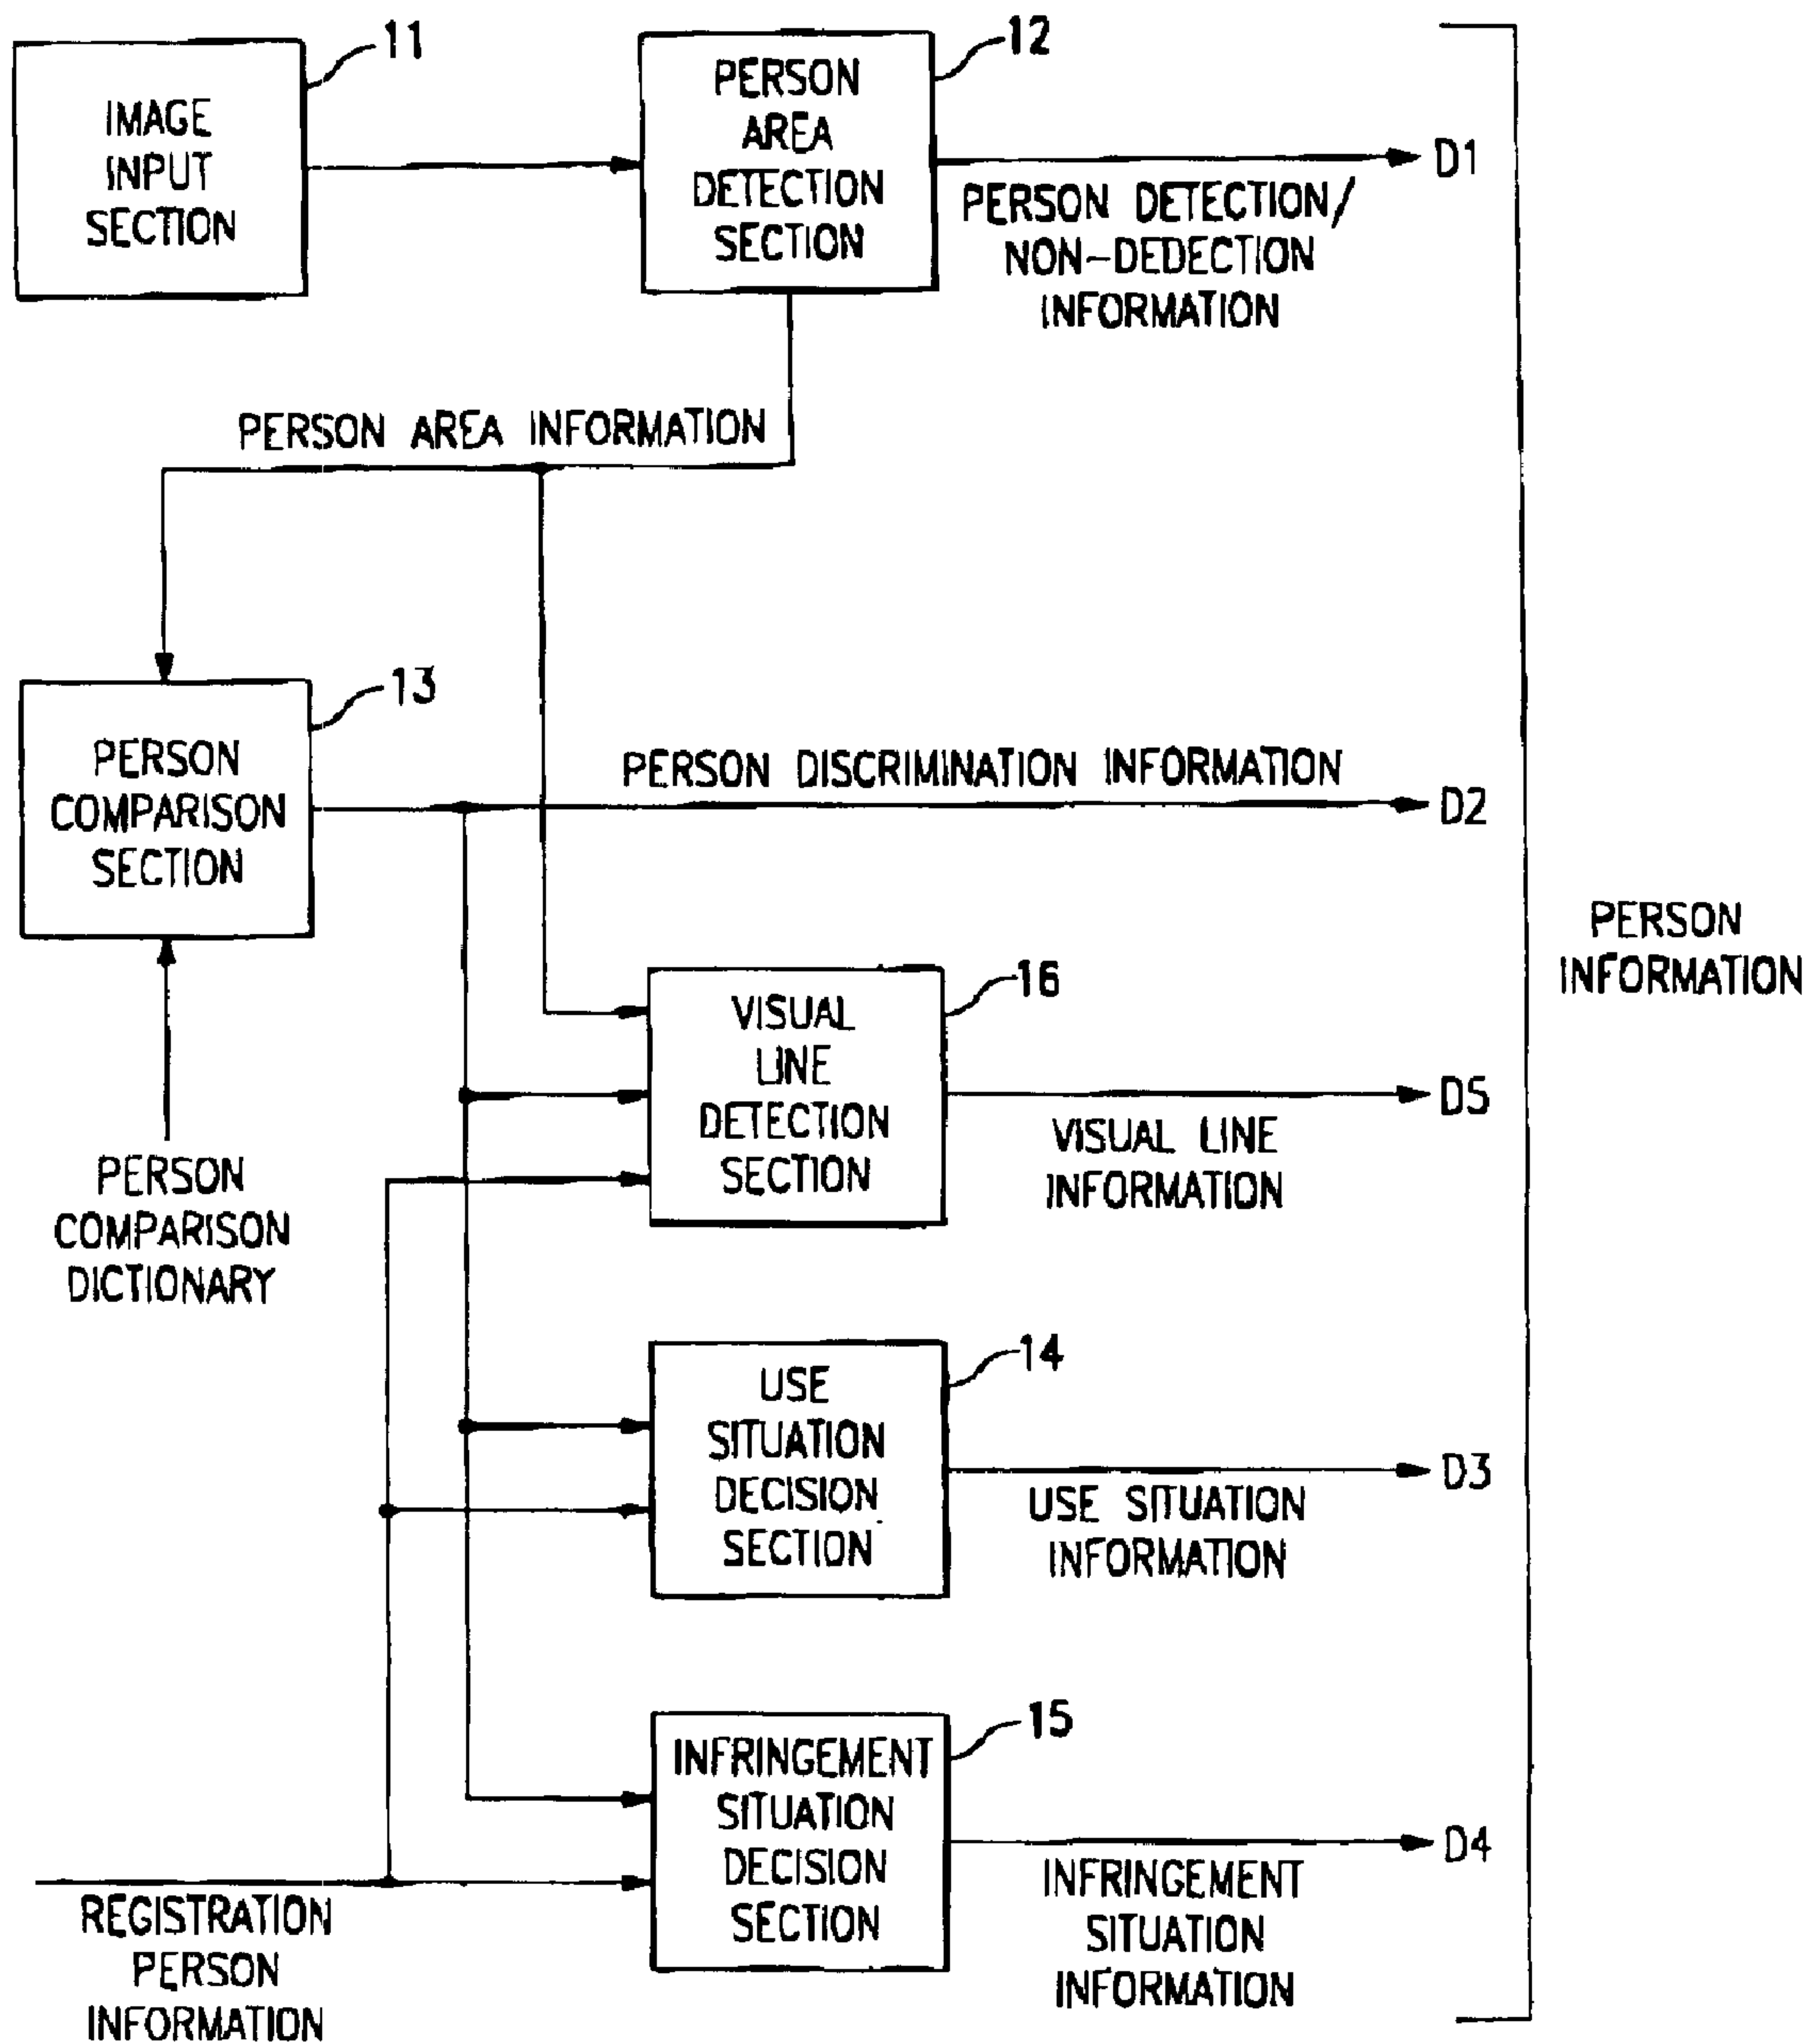 11
IMAGE
INPUT
SECTION
12
PERSON
AREA
DETECTION
SECTION
D1
PERSON DETECTION/
NON-DEDECTION
INFORMATION
PERSON AREA INFORMATION
13
PERSON
COMPARISON
SECTION
PERSON DISCRIMINATION INFORMATION
D2
PERSON
COMPARISON
DICTIONARY
16
VISUAL
LINE
DETECTION
SECTION
D5
VISUAL LINE
INFORMATION
PERSON
INFORMATION
14
USE
SITUATION
DECISION
SECTION
D3
USE SITUATION
INFORMATION
15
INFRINGEMENT
SITUATION
DECISION
SECTION
D4
INFRINGEMENT
SITUATION
INFORMATION
REGISTRATION
PERSON
INFORMATION